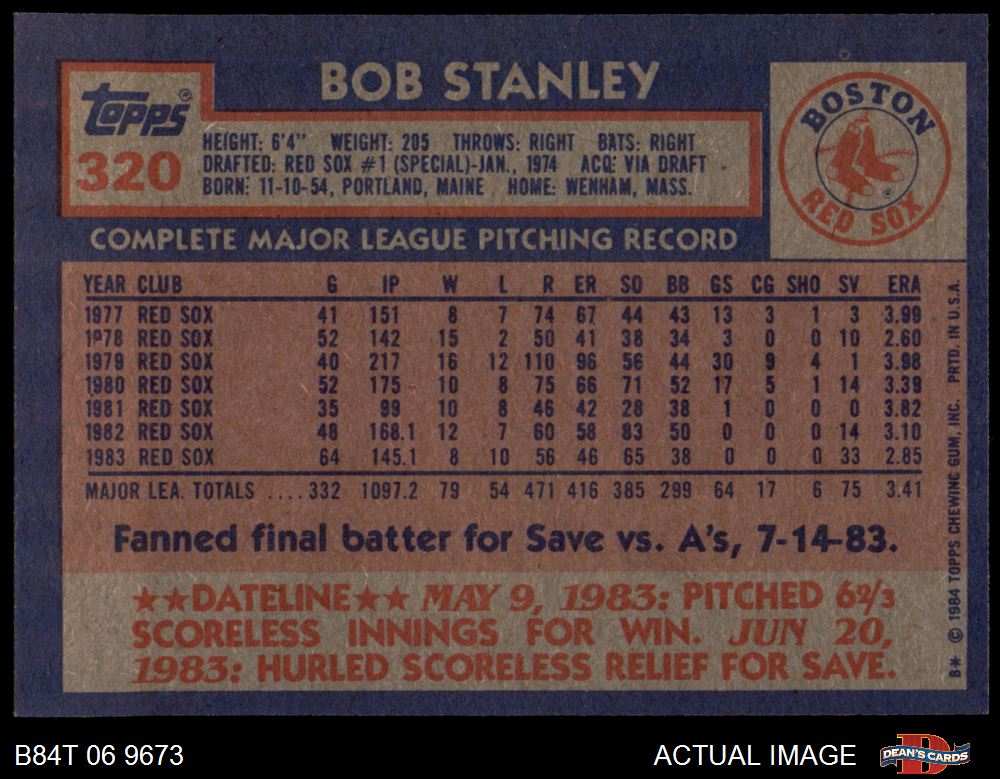 BOB STANLEY
Topps®
320
HEIGHT: 6'4" WEIGHT: 205 THROWS: RIGHT BATS: RIGHT
DRAFTED: RED SOX #1 (SPECIAL)-JAN., 1974 ACQ: VIA DRAFT
BORN: 11-10-54, PORTLAND, MAINE HOME: WENHAM, MASS.
BOSTON
RED SOX
®
COMPLETE MAJOR LEAGUE PITCHING RECORD
YEAR CLUB G IP W L R ER SO BB GS CG SHO SV ERA
1977 RED SOX 41 151 8 7 74 67 44 43 13 3 1 3 3.99
1978 RED SOX 52 142 15 2 50 41 38 34 3 0 0 10 2.60
1979 RED SOX 40 217 16 12 110 96 56 44 30 9 4 1 3.98
1980 RED SOX 52 175 10 8 75 66 71 52 17 5 1 14 3.39
1981 RED SOX 35 99 10 8 46 42 28 38 1 0 0 0 3.82
1982 RED SOX 48 168.1 12 7 60 58 83 50 0 0 0 14 3.10
1983 RED SOX 64 145.1 8 10 56 46 65 38 0 0 0 33 2.85
MAJOR LEA. TOTALS ....332 1097.2 79 54 471 416 385 299 64 17 6 75 3.41
Fanned final batter for Save vs. A's, 7-14-83.
★★DATELINE★★ MAY 9, 1983: PITCHED 6 2/3
SCORELESS INNINGS FOR WIN. JUN 20,
1983: HURLED SCORELESS RELIEF FOR SAVE.
8* © 1984 TOPPS CHEWING GUM, INC. PRTD. IN U.S.A.
B84T 06 9673
ACTUAL IMAGE
DEAN'S CARDS